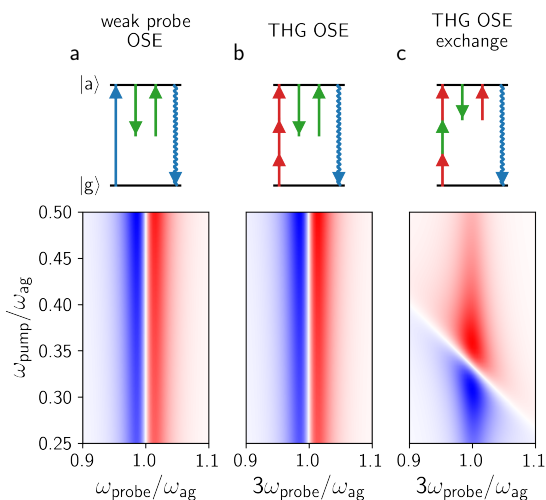 weak probe
OSE
THG OSE
THG OSE
exchange
a
b
c
|a⟩
|g⟩
0.50
0.45
0.40
0.35
0.30
0.25
ω_pump/ω_ag
0.9 1.0 1.1
0.9 1.0 1.1
0.9 1.0 1.1
ω_probe/ω_ag
3ω_probe/ω_ag
3ω_probe/ω_ag